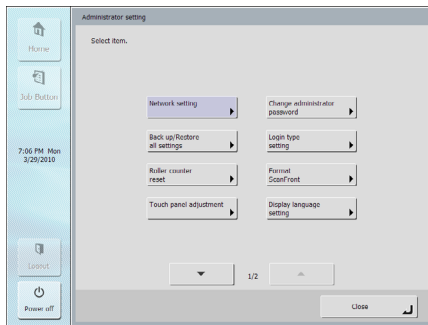 Administrator setting
Select item.
Home
Job Button
7:06 PM Mon
3/29/2010
Logout
Power off
Network setting
Change administrator
password
Back up/Restore
all settings
Login type
setting
Roller counter
reset
Format
ScanFront
Touch panel adjustment
Display language
setting
1/2
Close